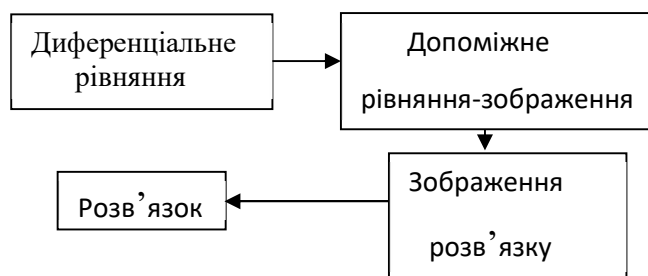 Диференціальне
рівняння
Допоміжне
рівняння-зображення
Зображення
розв’язку
Розв’язок